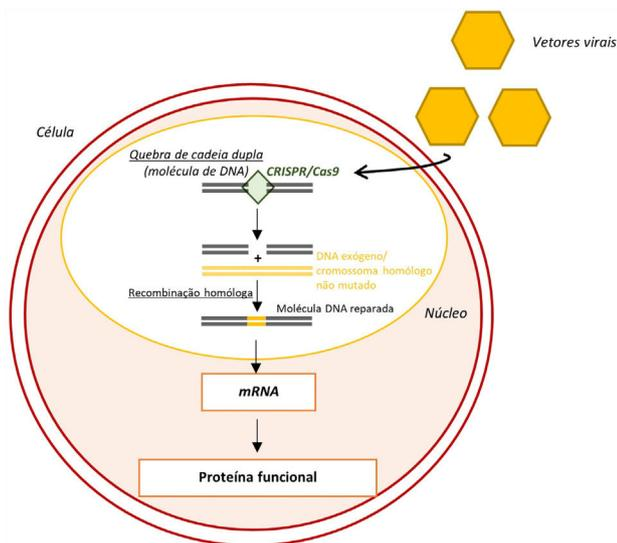 Vetores virais
Célula
Quebra de cadeia dupla
(molécula de DNA) CRISPR/Cas9
+
DNA exógeno/
cromossoma homólogo
não mutado
Recombinação homóloga
Molécula DNA reparada
Núcleo
mRNA
Proteína funcional